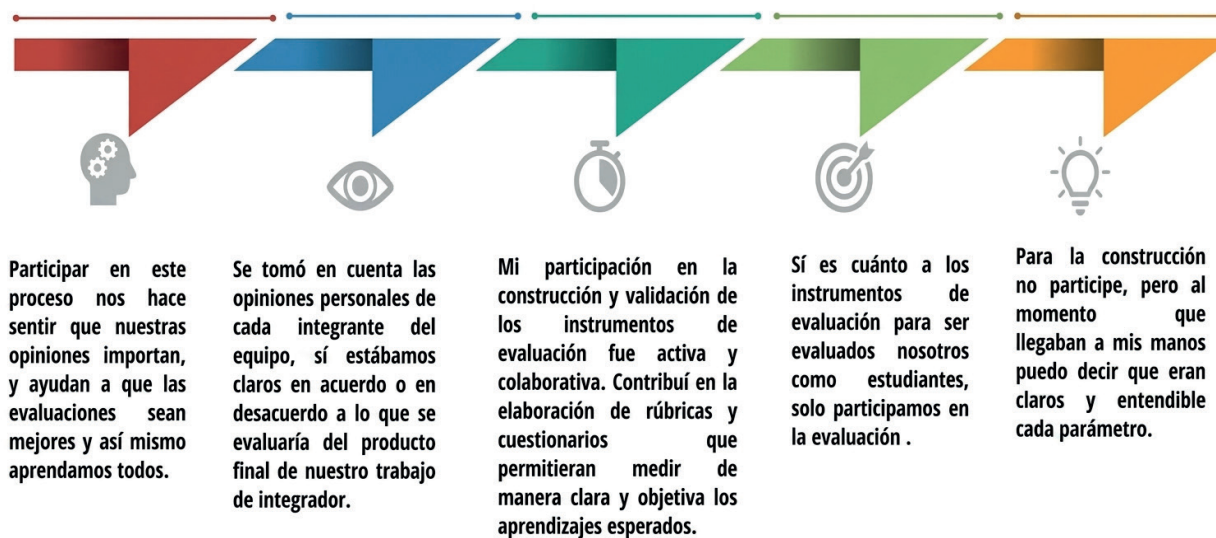 Participar en este
proceso nos hace
sentir que nuestras
opiniones importan,
y ayudan a que las
evaluaciones sean
mejores y así mismo
aprendamos todos.
Se tomó en cuenta las
opiniones personales de
cada integrante del
equipo, sí estábamos
claros en acuerdo o en
desacuerdo a lo que se
evaluaría del producto
final de nuestro trabajo
de integrador.
Mi participación en la
construcción y validación de
los instrumentos de
evaluación fue activa y
colaborativa. Contribuí en la
elaboración de rúbricas y
cuestionarios que
permitieran medir de
manera clara y objetiva los
aprendizajes esperados.
Sí es cuánto a los
instrumentos de
evaluación para ser
evaluados nosotros
como estudiantes,
solo participamos en
la evaluación .
Para la construcción
no participe, pero al
momento que
llegaban a mis manos
puedo decir que eran
claros y entendible
cada parámetro.